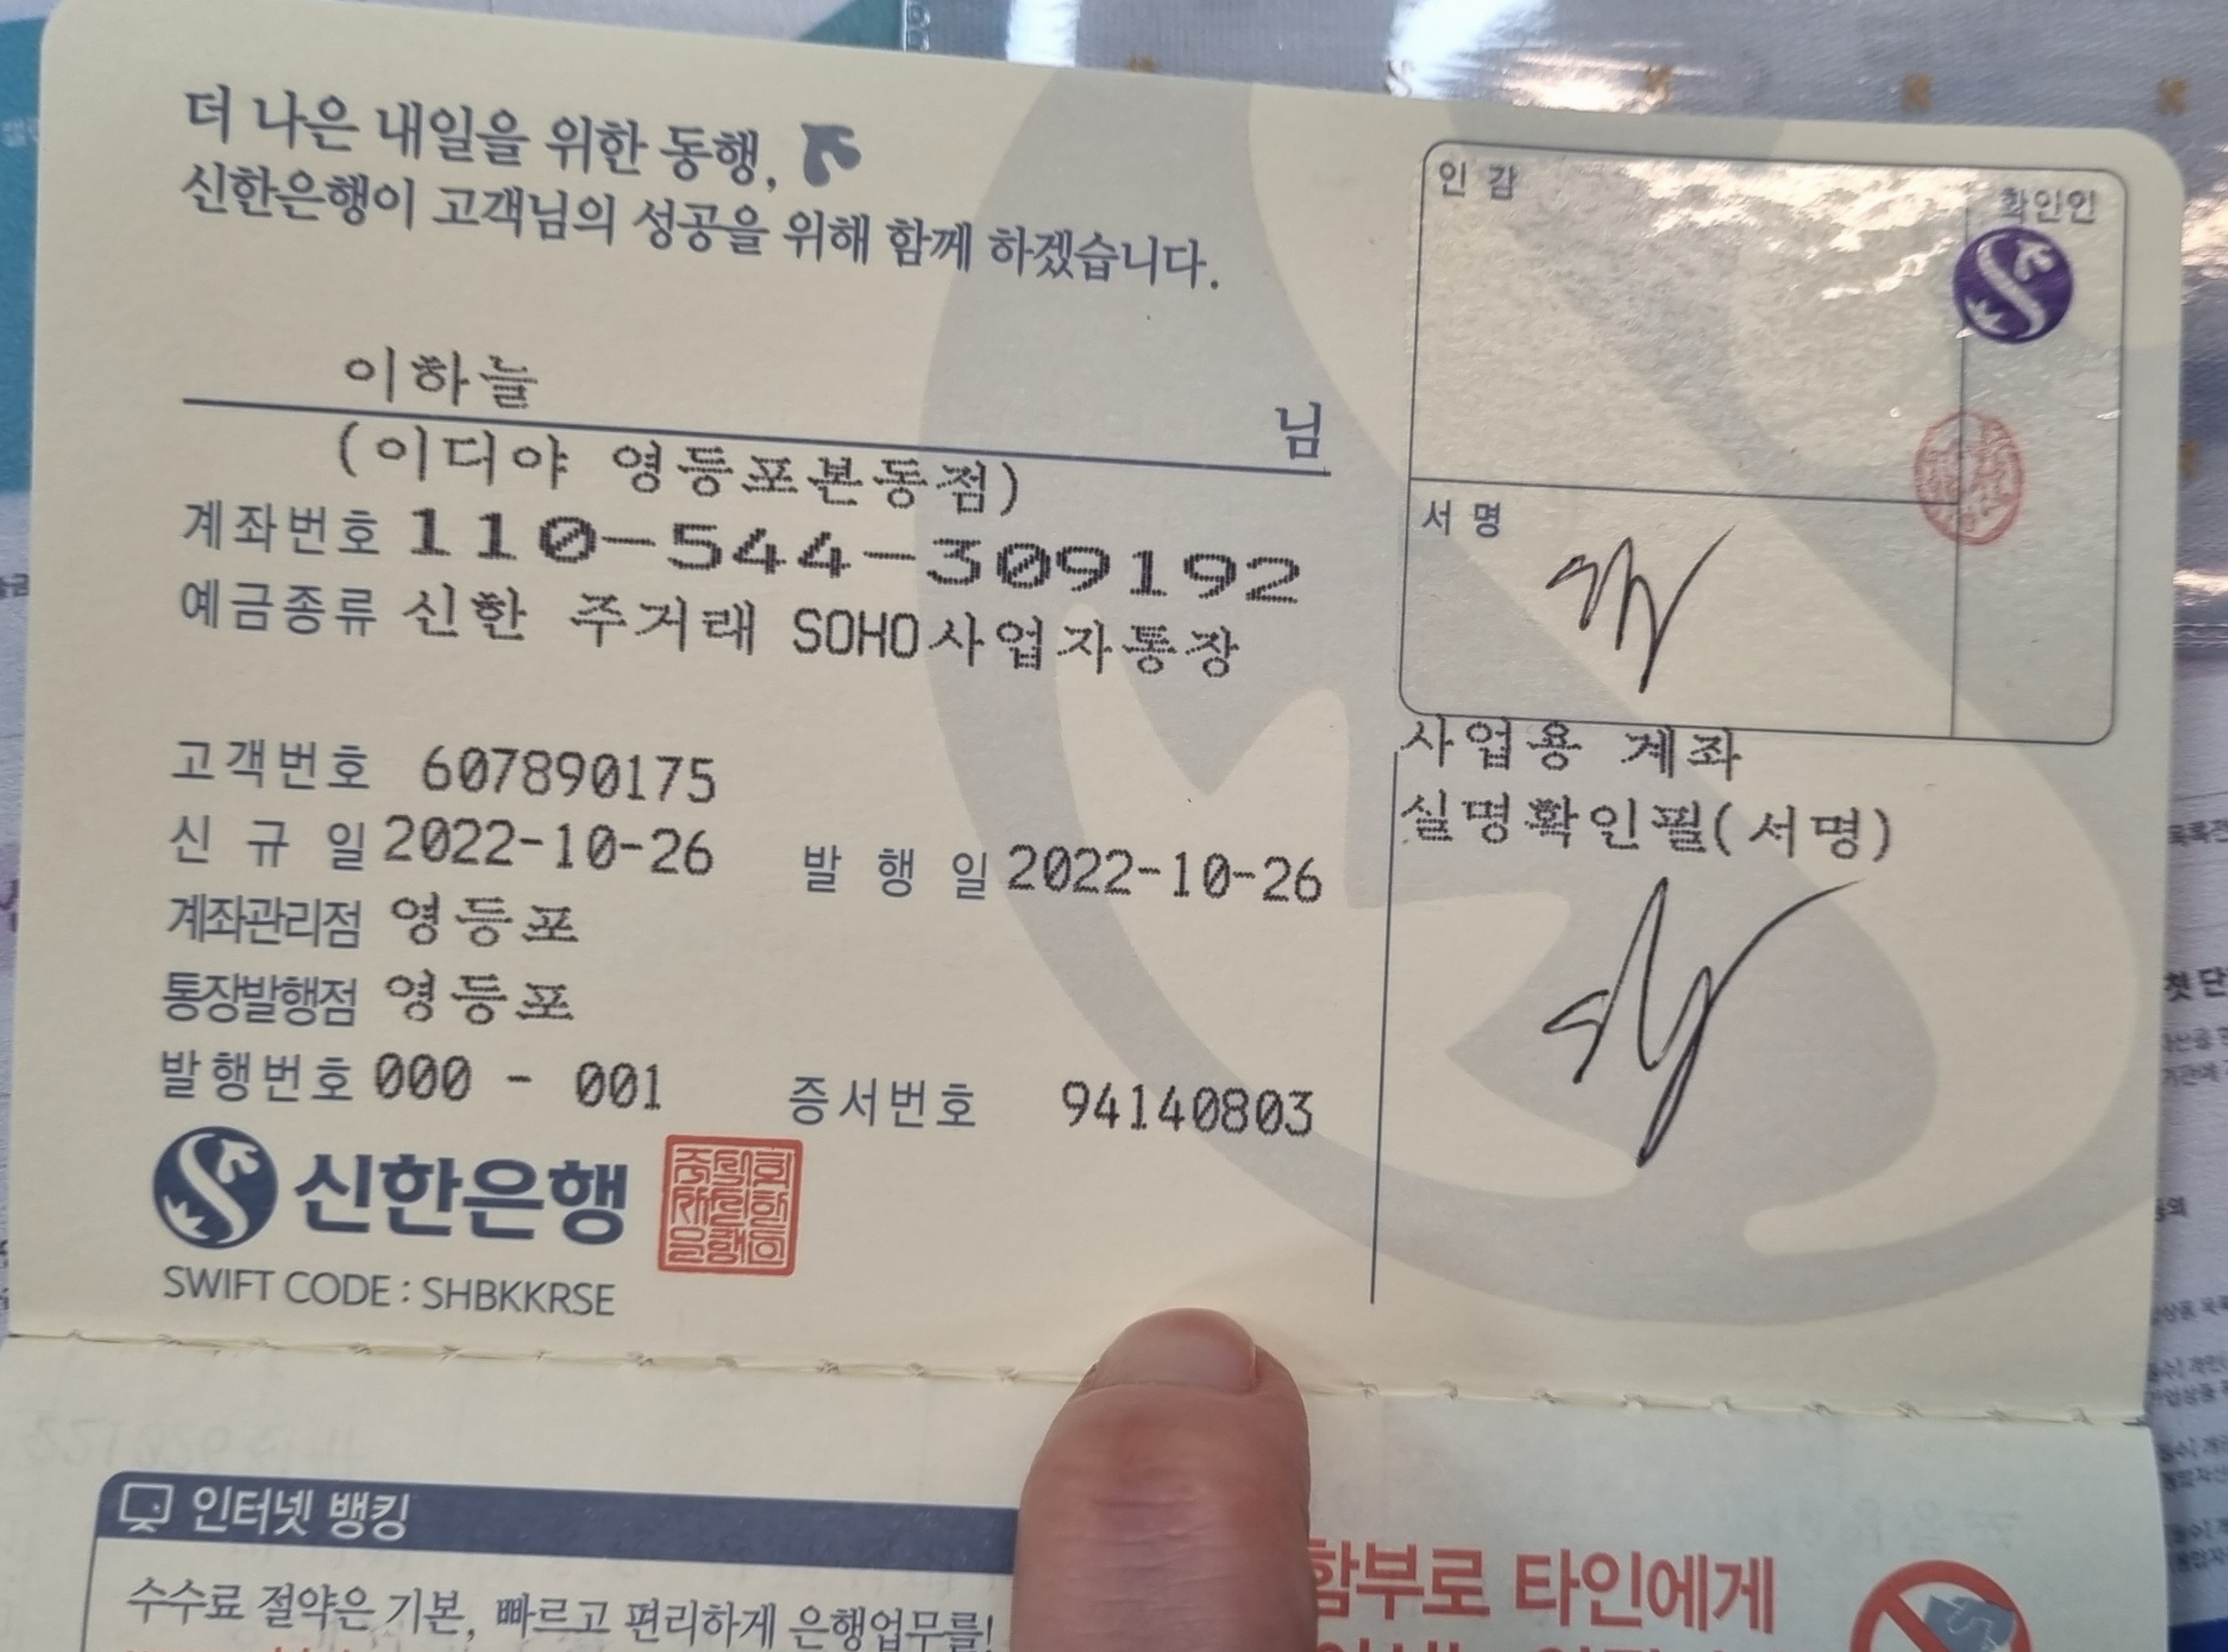 더 나은 내일을 위한 동행,
신한은행이 고객님의 성공을 위해 함께 하겠습니다.
인 감
확인인
이하늘
님
(이디야 영등포본동점)
계좌번호 110-544-309192
예금종류 신한 주거래 SOHO사업자통장
서 명
사업용 계좌
실명확인필(서명)
고객번호 607890175
신 규 일 2022-10-26 발 행 일 2022-10-26
계좌관리점 영등포
통장발행점 영등포
발행번호 000 - 001 증서번호 94140803
신한은행
SWIFT CODE : SHBKKRSE
인터넷 뱅킹
수수료 절약은 기본, 빠르고 편리하게 은행업무를!
함부로 타인에게